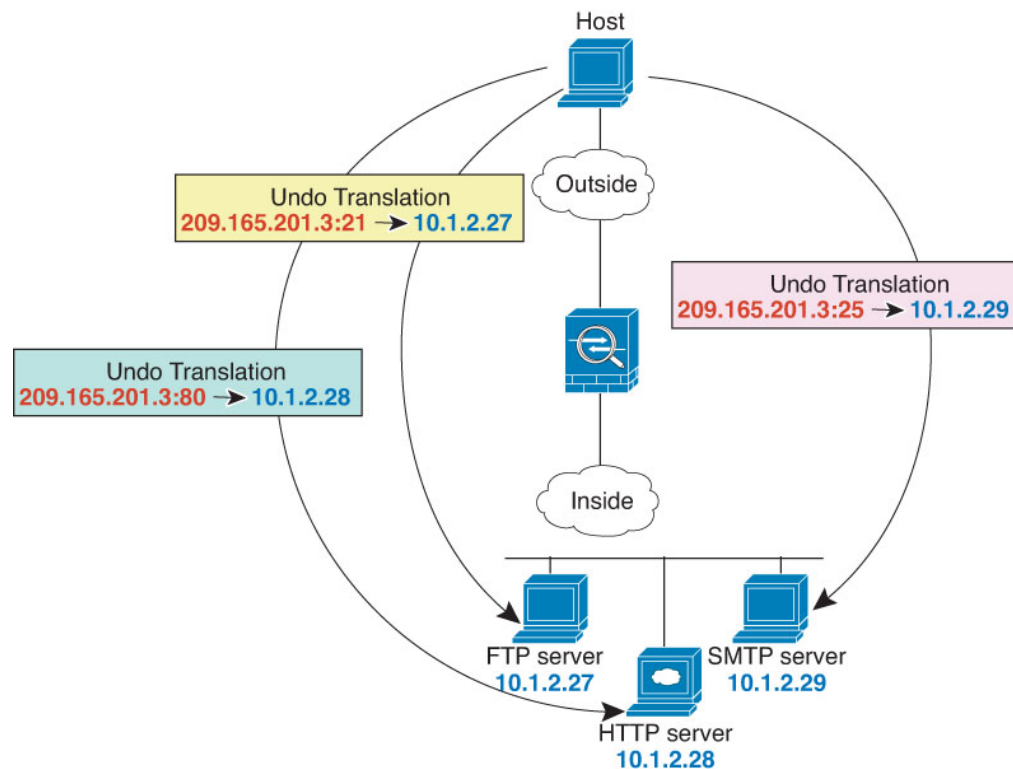 Host
Outside
Undo Translation
209.165.201.3:21 → 10.1.2.27
Undo Translation
209.165.201.3:25 → 10.1.2.29
Undo Translation
209.165.201.3:80 → 10.1.2.28
Inside
FTP server
10.1.2.27
SMTP server
10.1.2.29
HTTP server
10.1.2.28